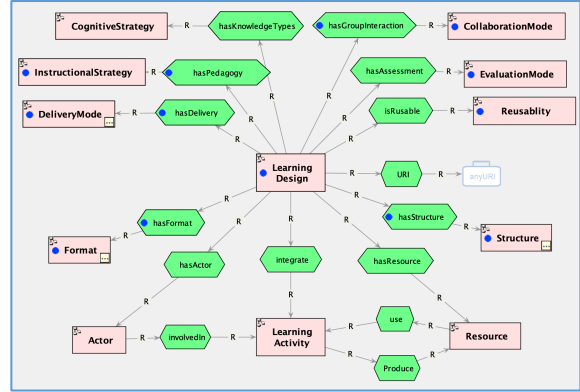 CognitiveStrategy
R
hasKnowledgeTypes
hasGroupInteraction
R
CollaborationMode
InstructionalStrategy
R
hasPedagogy
R
R
hasAssessment
R
EvaluationMode
DeliveryMode
...
R
hasDelivery
R
R
isRusable
R
Reusablity
R
R
Learning
Design
R
URI
R
anyURI
hasFormat
R
R
hasStructure
R
Structure
...
Format
...
R
R
R
R
hasActor
integrate
hasResource
R
R
R
use
R
R
Actor
R
involvedIn
R
Learning
Activity
Resource
R
Produce
R